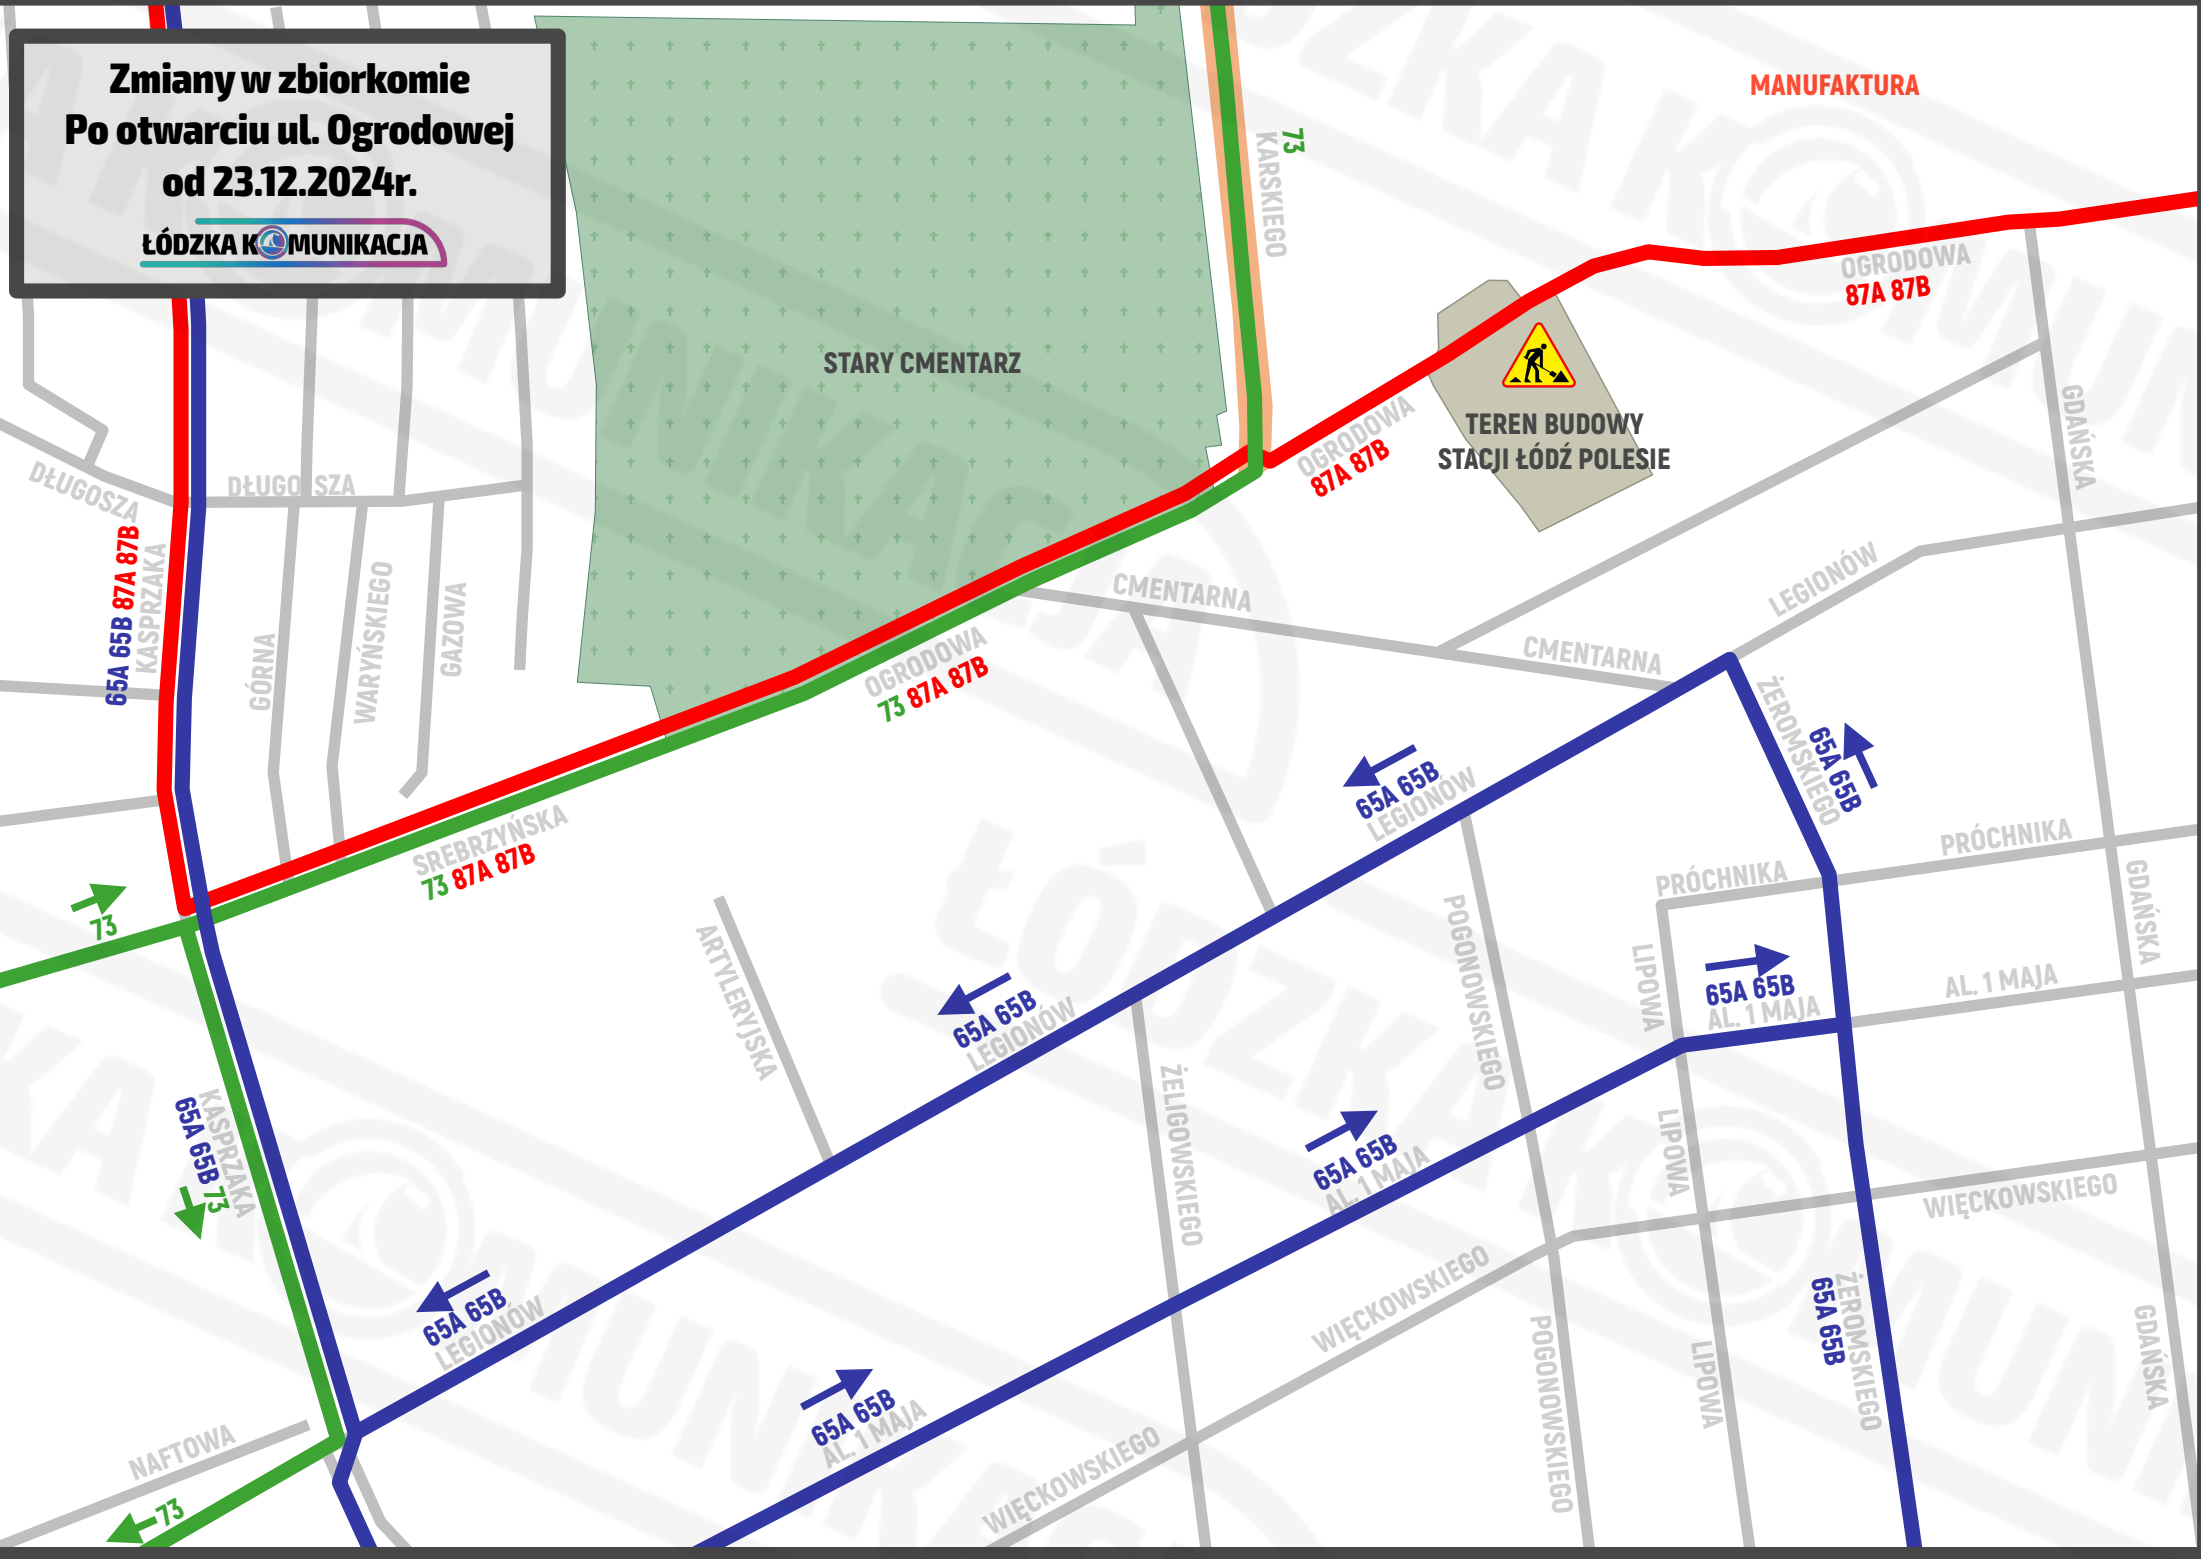 Zmiany w zbiorkomie
Po otwarciu ul. Ogrodowej
od 23.12.2024r.
ŁÓDZKA KOMUNIKACJA
MANUFAKTURA
73
KARSKIEGO
OGRODOWA
87A 87B
STARY CMENTARZ
TEREN BUDOWY
STACJI ŁÓDŹ POLESIE
OGRODOWA
87A 87B
GDAŃSKA
DŁUGOSZA
DŁUGOSZA
65A 65B 87A 87B
KASPRZAKA
GÓRNA
WARYŃSKIEGO
GAZOWA
CMENTARNA
CMENTARNA
LEGIONÓW
OGRODOWA
73 87A 87B
ŻEROMSKIEGO
65A 65B
65A 65B
LEGIONÓW
SREBRZYŃSKA
73 87A 87B
PRÓCHNIKA
PRÓCHNIKA
GDAŃSKA
73
ARTYLERYJSKA
POGONOWSKIEGO
LIPOWA
65A 65B
AL. 1 MAJA
AL. 1 MAJA
65A 65B
LEGIONÓW
ŻELIGOWSKIEGO
KASPRZAKA
65A 65B 73
65A 65B
AL. 1 MAJA
LIPOWA
WIĘCKOWSKIEGO
WIĘCKOWSKIEGO
65A 65B
LEGIONÓW
65A 65B
ŻEROMSKIEGO
GDAŃSKA
POGONOWSKIEGO
LIPOWA
65A 65B
AL. 1 MAJA
NAFTOWA
WIĘCKOWSKIEGO
73
ŁÓDZKA KOMUNIKACJA